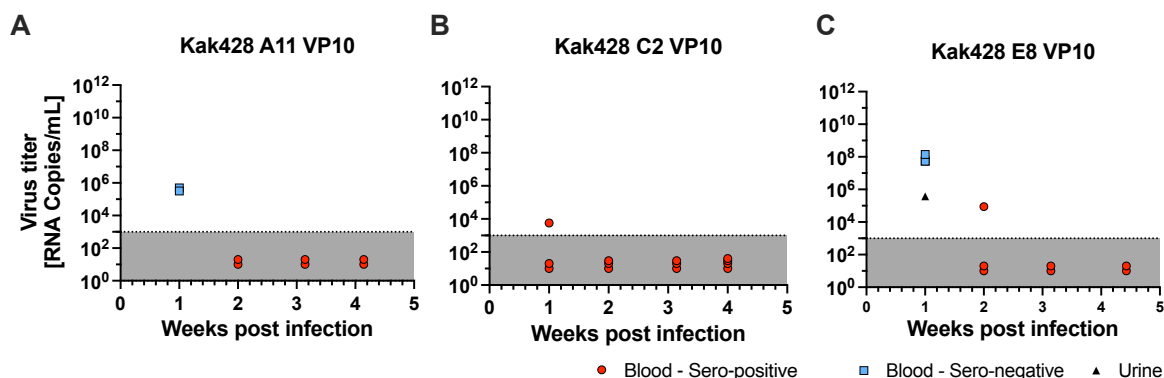 A
Kak428 A11 VP10
B
Kak428 C2 VP10
C
Kak428 E8 VP10
Virus titer
[RNA Copies/mL]
10^12
10^10
10^8
10^6
10^4
10^2
10^0
0 1 2 3 4 5
Weeks post infection
10^12
10^10
10^8
10^6
10^4
10^2
10^0
0 1 2 3 4 5
Weeks post infection
10^12
10^10
10^8
10^6
10^4
10^2
10^0
0 1 2 3 4 5
Weeks post infection
Blood - Sero-positive
Blood - Sero-negative
Urine